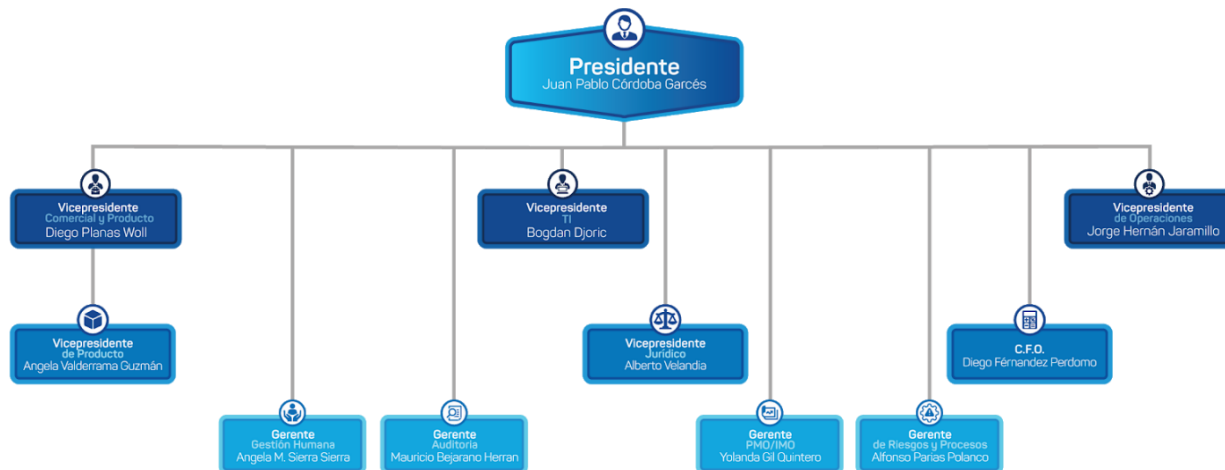 Presidente
Juan Pablo Córdoba Garcés
Vicepresidente
Comercial y Producto
Diego Planas Woll
Vicepresidente
TI
Bogdan Djoric
Vicepresidente
de Operaciones
Jorge Hernán Jaramillo
Vicepresidente
de Producto
Angela Valderrama Guzmán
Vicepresidente
Jurídico
Alberto Velandia
C.F.O.
Diego Férnandez Perdomo
Gerente
Gestión Humana
Angela M. Sierra Sierra
Gerente
Auditoría
Mauricio Bejarano Herran
Gerente
PMO/IMO
Yolanda Gil Quintero
Gerente
de Riesgos y Procesos
Alfonso Parias Polanco